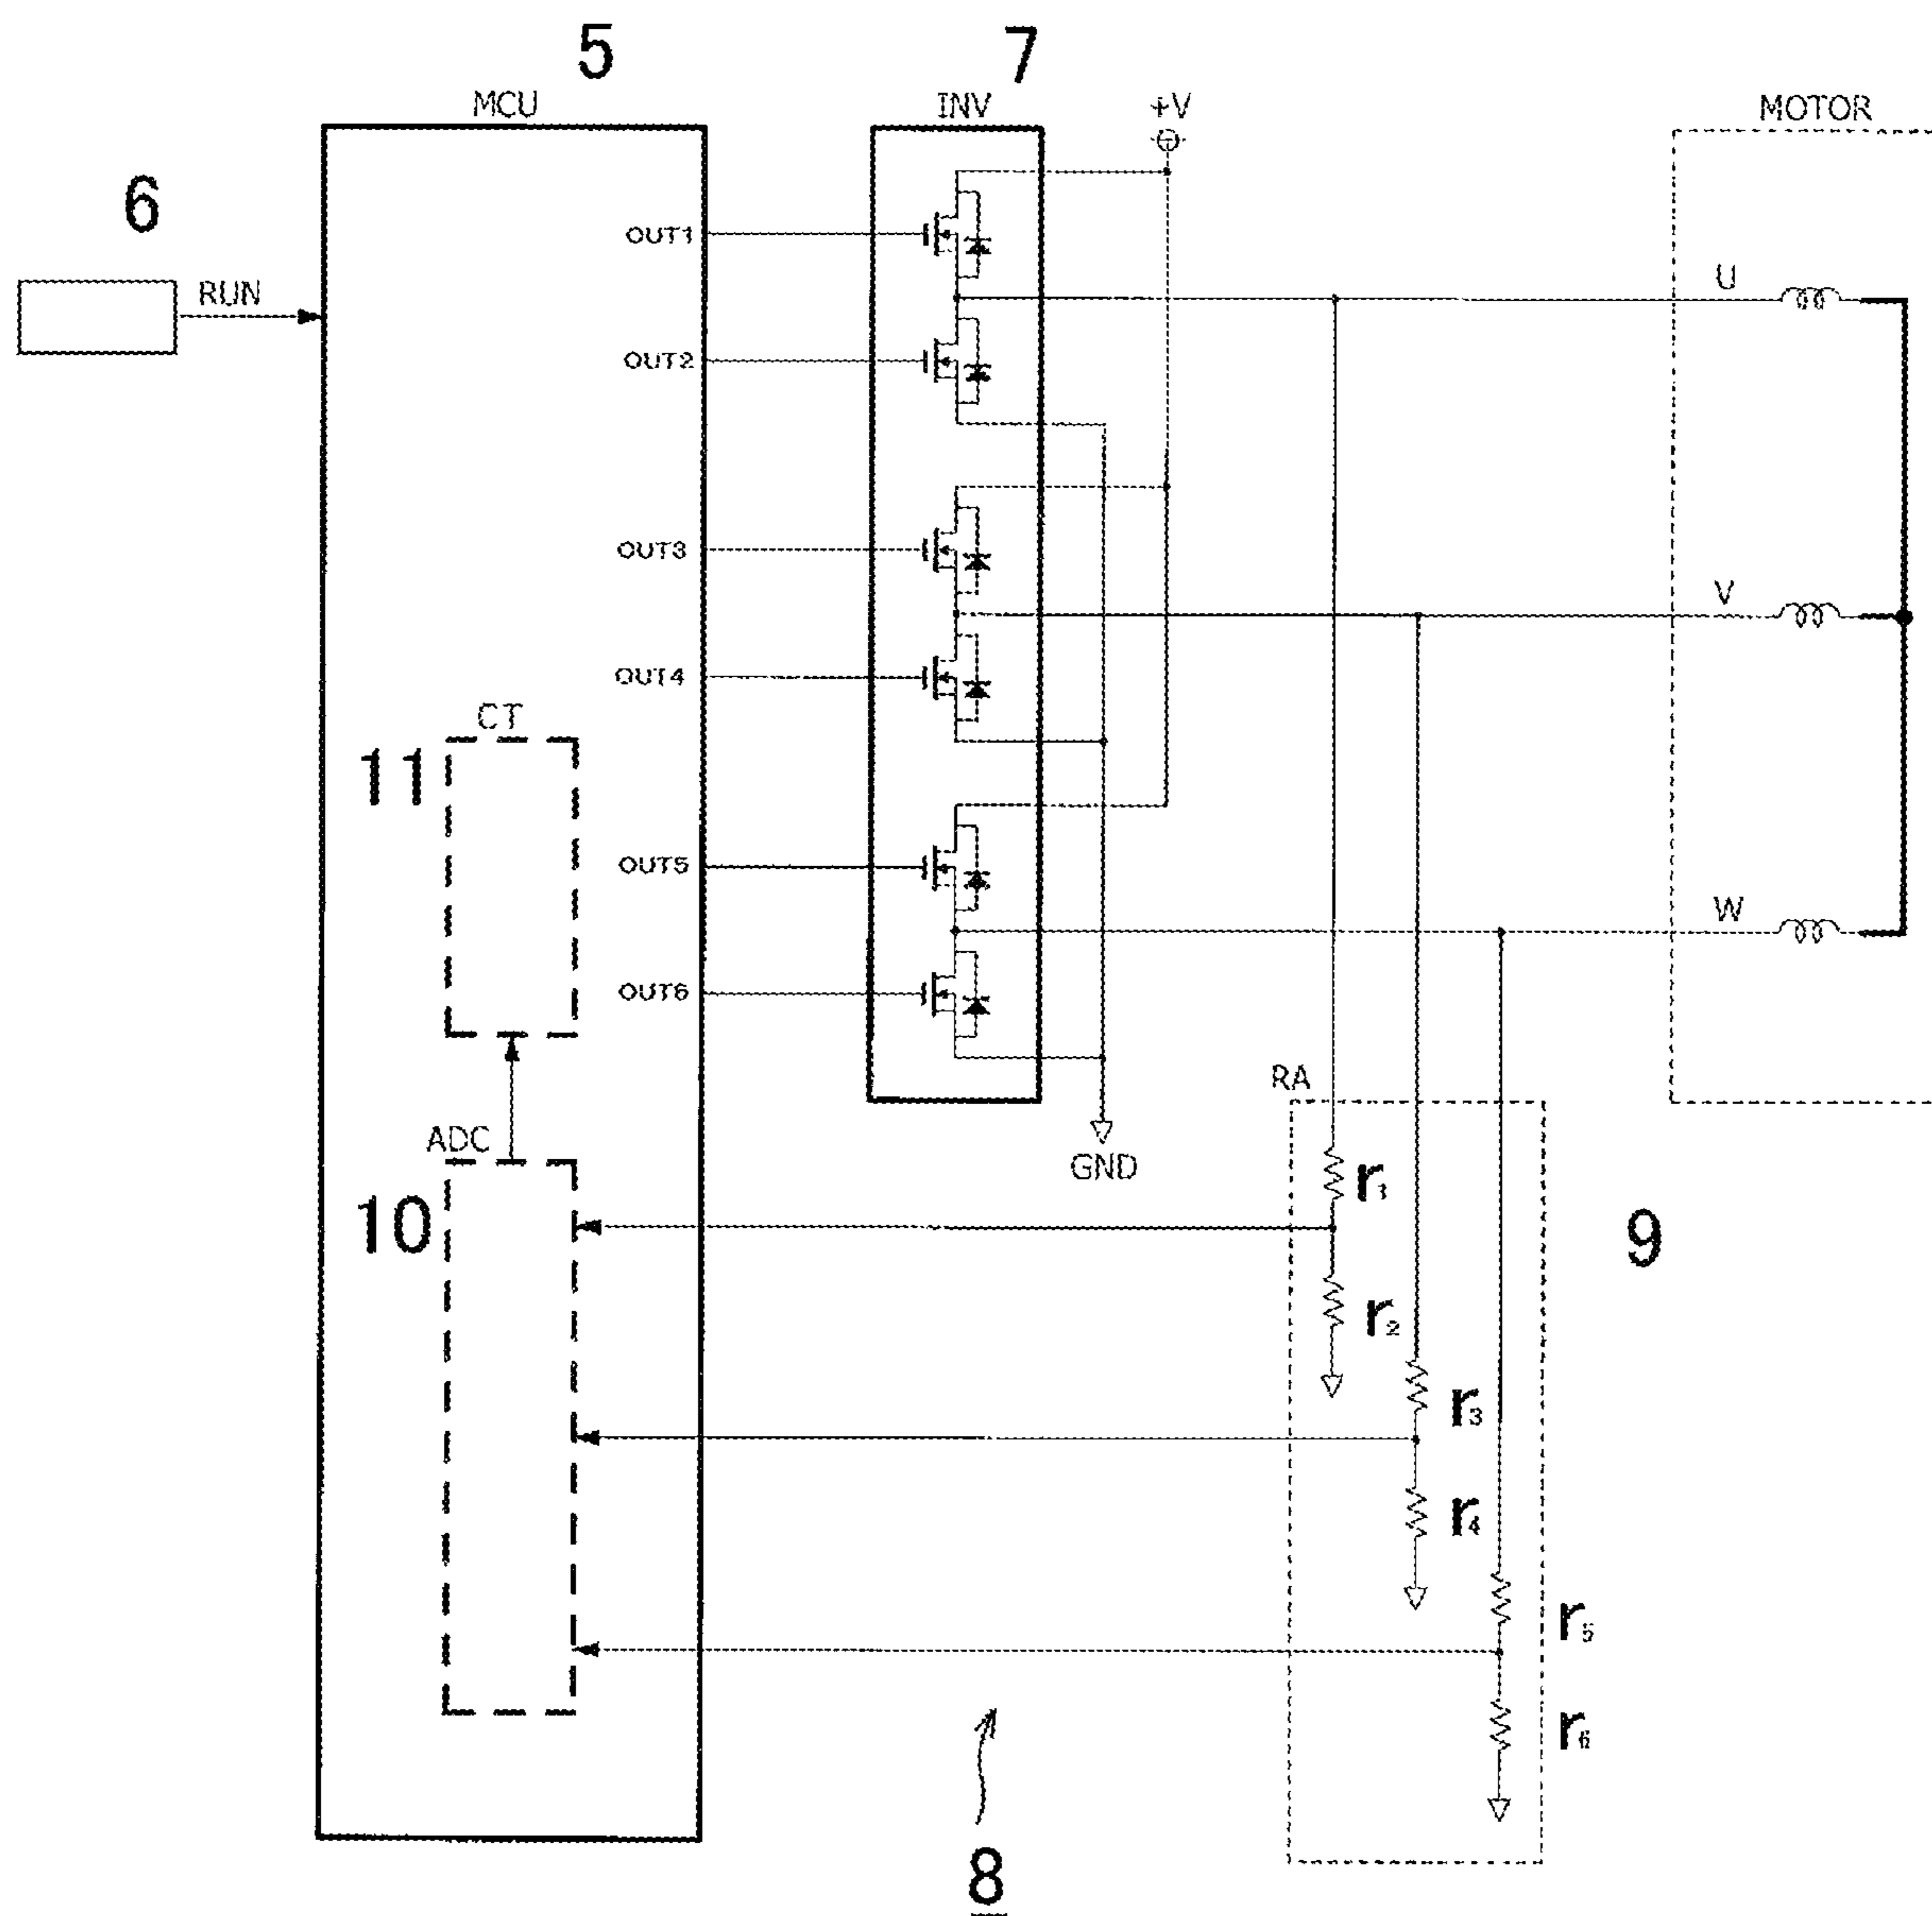 5
7
MCU
INV
+V
MOTOR
6
OUT1
RUN
U
OUT2
OUT3
V
OUT4
CT
11
OUT5
W
OUT6
RA
ADC
GND
r1
10
9
r2
r3
r4
r5
r6
8